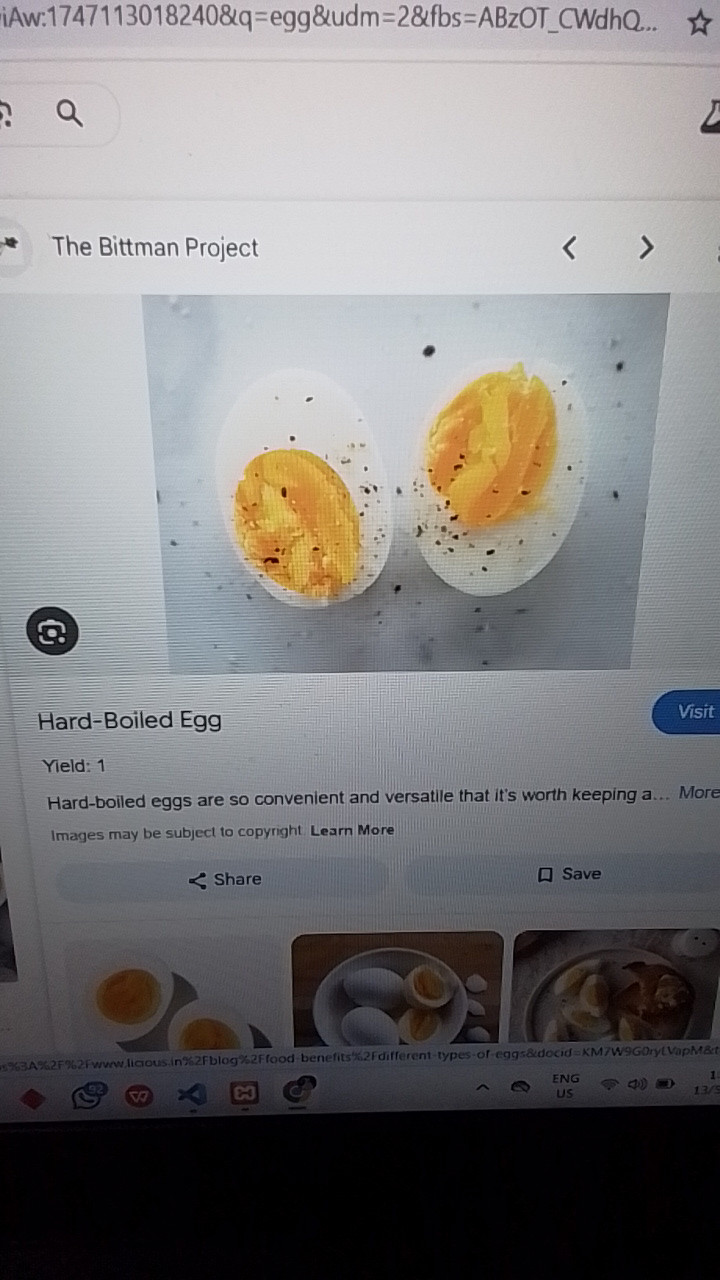 iAw:1747113018240&q=egg&udm=2&fbs=ABzOT_CWdhQ...
The Bittman Project
Hard-Boiled Egg
Visit
Yield: 1
Hard-boiled eggs are so convenient and versatile that it's worth keeping a... More
Images may be subject to copyright. Learn More
Share
Save
s%3A%2F%2Fwww.licious.in%2Fblog%2Ffood-benefits%2Fdifferent-types-of-eggs&docid=KM7W9G0ryLVapM&t
ENG
US